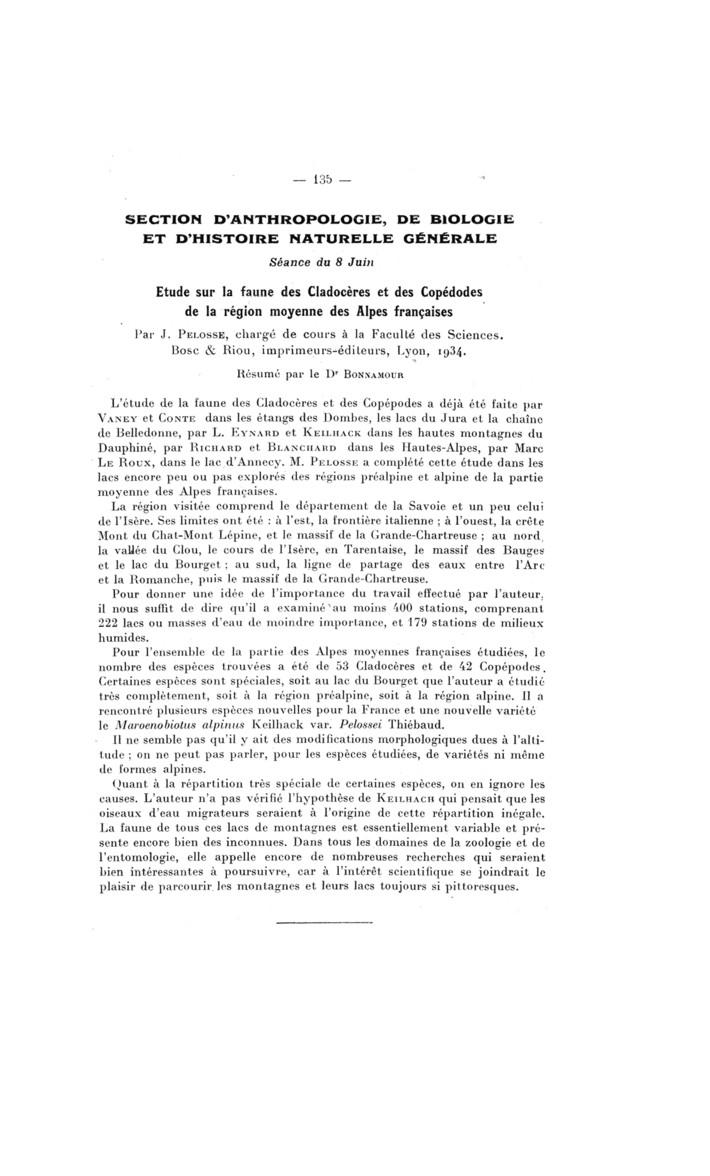 — 135 —
SECTION D'ANTHROPOLOGIE, DE BIOLOGIE
ET D'HISTOIRE NATURELLE GÉNÉRALE
Séance du 8 Juin
Etude sur la faune des Cladocères et des Copédodes
de la région moyenne des Alpes françaises
Par J. PELOSSE, chargé de cours à la Faculté des Sciences.
Bosc & Riou, imprimeurs-éditeurs, Lyon, 1934.
Résumé par le Dr BONNAMOUR
L'étude de la faune des Cladocères et des Copépodes a déjà été faite par
VANEY et CONTE dans les étangs des Dombes, les lacs du Jura et la chaîne
de Belledonne, par L. EYNARD et KEILHACK dans les hautes montagnes du
Dauphiné, par RICHARD et BLANCHARD dans les Hautes-Alpes, par Marc
LE ROUX, dans le lac d'Annecy. M. PELOSSE a complété cette étude dans les
lacs encore peu ou pas explorés des régions préalpine et alpine de la partie
moyenne des Alpes françaises.
La région visitée comprend le département de la Savoie et un peu celui
de l'Isère. Ses limites ont été : à l'est, la frontière italienne ; à l'ouest, la crête
Mont du Chat-Mont Lépine, et le massif de la Grande-Chartreuse ; au nord,
la vallée du Clou, le cours de l'Isère, en Tarentaise, le massif des Bauges
et le lac du Bourget ; au sud, la ligne de partage des eaux entre l'Arc
et la Romanche, puis le massif de la Grande-Chartreuse.
Pour donner une idée de l'importance du travail effectué par l'auteur,
il nous suffit de dire qu'il a examiné au moins 400 stations, comprenant
222 lacs ou masses d'eau de moindre importance, et 179 stations de milieux
humides.
Pour l'ensemble de la partie des Alpes moyennes françaises étudiées, le
nombre des espèces trouvées a été de 53 Cladocères et de 42 Copépodes.
Certaines espèces sont spéciales, soit au lac du Bourget que l'auteur a étudié
très complètement, soit à la région préalpine, soit à la région alpine. Il a
rencontré plusieurs espèces nouvelles pour la France et une nouvelle variété
le Maroenobiotus alpinus Keilhack var. Pelossei Thiébaud.
Il ne semble pas qu'il y ait des modifications morphologiques dues à l'alti-
tude ; on ne peut pas parler, pour les espèces étudiées, de variétés ni même
de formes alpines.
Quant à la répartition très spéciale de certaines espèces, on en ignore les
causes. L'auteur n'a pas vérifié l'hypothèse de KEILHACH qui pensait que les
oiseaux d'eau migrateurs seraient à l'origine de cette répartition inégale.
La faune de tous ces lacs de montagnes est essentiellement variable et pré-
sente encore bien des inconnues. Dans tous les domaines de la zoologie et de
l'entomologie, elle appelle encore de nombreuses recherches qui seraient
bien intéressantes à poursuivre, car à l'intérêt scientifique se joindrait le
plaisir de parcourir les montagnes et leurs lacs toujours si pittoresques.